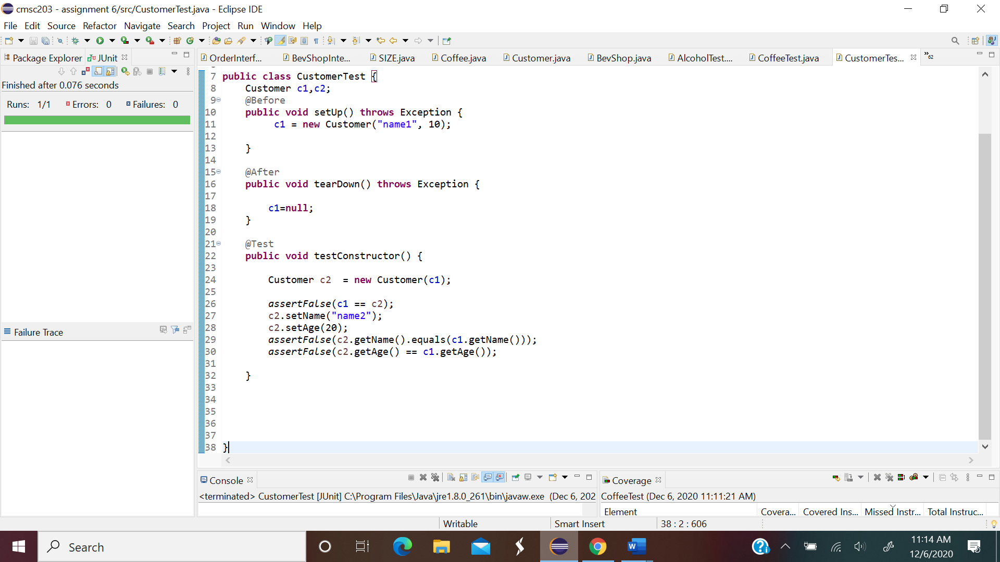 cmsc203 - assignment 6/src/CustomerTest.java - Eclipse IDE
File Edit Source Refactor Navigate Search Project Run Window Help
Package Explorer JUnit
OrderInterf... BevShopInte... SIZE.java Coffee.java Customer.java BevShop.java AlcoholTest.... CoffeeTest.java CustomerTes... »62
Finished after 0.076 seconds
Runs: 1/1 Errors: 0 Failures: 0
Failure Trace
7 public class CustomerTest {
8 Customer c1,c2;
9 @Before
10 public void setUp() throws Exception {
11 c1 = new Customer("name1", 10);
12
13 }
14
15 @After
16 public void tearDown() throws Exception {
17
18 c1=null;
19 }
20
21 @Test
22 public void testConstructor() {
23
24 Customer c2  = new Customer(c1);
25
26 assertFalse(c1 == c2);
27 c2.setName("name2");
28 c2.setAge(20);
29 assertFalse(c2.getName().equals(c1.getName()));
30 assertFalse(c2.getAge() == c1.getAge());
31
32 }
33
34
35
36
37
38 }
Console
<terminated> CustomerTest [JUnit] C:\Program Files\Java\jre1.8.0_261\bin\javaw.exe (Dec 6, 202
Coverage
CoffeeTest (Dec 6, 2020 11:11:21 AM)
Element Covera... Covered Ins... Missed Instr... Total Instruc...
Writable Smart Insert 38 : 2 : 606
Search
11:14 AM
12/6/2020